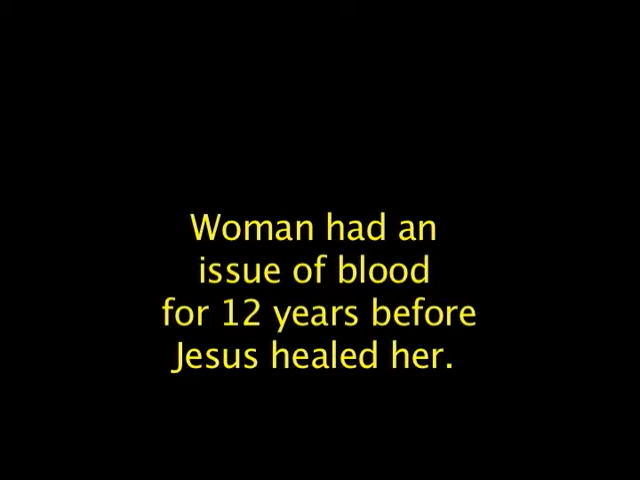 Woman had an
issue of blood
for 12 years before
Jesus healed her.